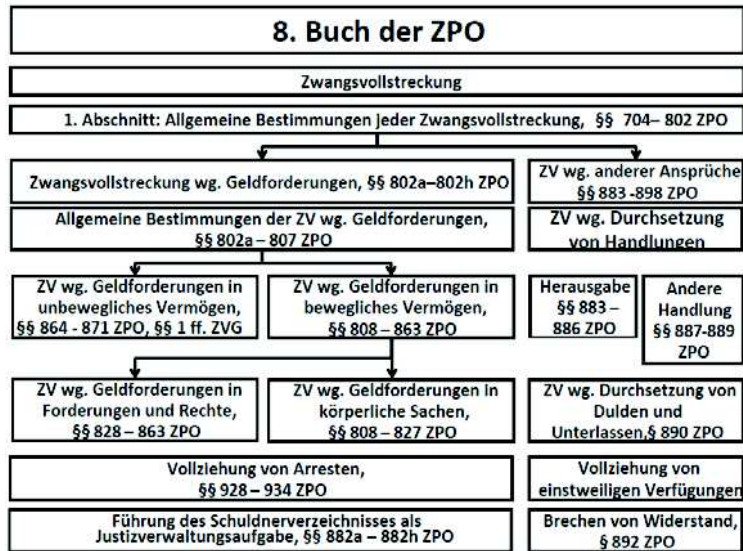 8. Buch der ZPO
Zwangsvollstreckung
1. Abschnitt: Allgemeine Bestimmungen jeder Zwangsvollstreckung, §§ 704– 802 ZPO
Zwangsvollstreckung wg. Geldforderungen, §§ 802a–802h ZPO
ZV wg. anderer Ansprüche
§§ 883 -898 ZPO
Allgemeine Bestimmungen der ZV wg. Geldforderungen,
§§ 802a – 807 ZPO
ZV wg. Durchsetzung
von Handlungen
ZV wg. Geldforderungen in
unbewegliches Vermögen,
§§ 864 - 871 ZPO, §§ 1 ff. ZVG
ZV wg. Geldforderungen in
bewegliches Vermögen,
§§ 808 – 863 ZPO
Herausgabe
§§ 883 –
886 ZPO
Andere
Handlung
§§ 887-889
ZPO
ZV wg. Geldforderungen in
Forderungen und Rechte,
§§ 828 – 863 ZPO
ZV wg. Geldforderungen in
körperliche Sachen,
§§ 808 – 827 ZPO
ZV wg. Durchsetzung von
Dulden und
Unterlassen,§ 890 ZPO
Vollziehung von Arresten,
§§ 928 – 934 ZPO
Vollziehung von
einstweiligen Verfügungen
Führung des Schuldnerverzeichnisses als
Justizverwaltungsaufgabe, §§ 882a – 882h ZPO
Brechen von Widerstand,
§ 892 ZPO